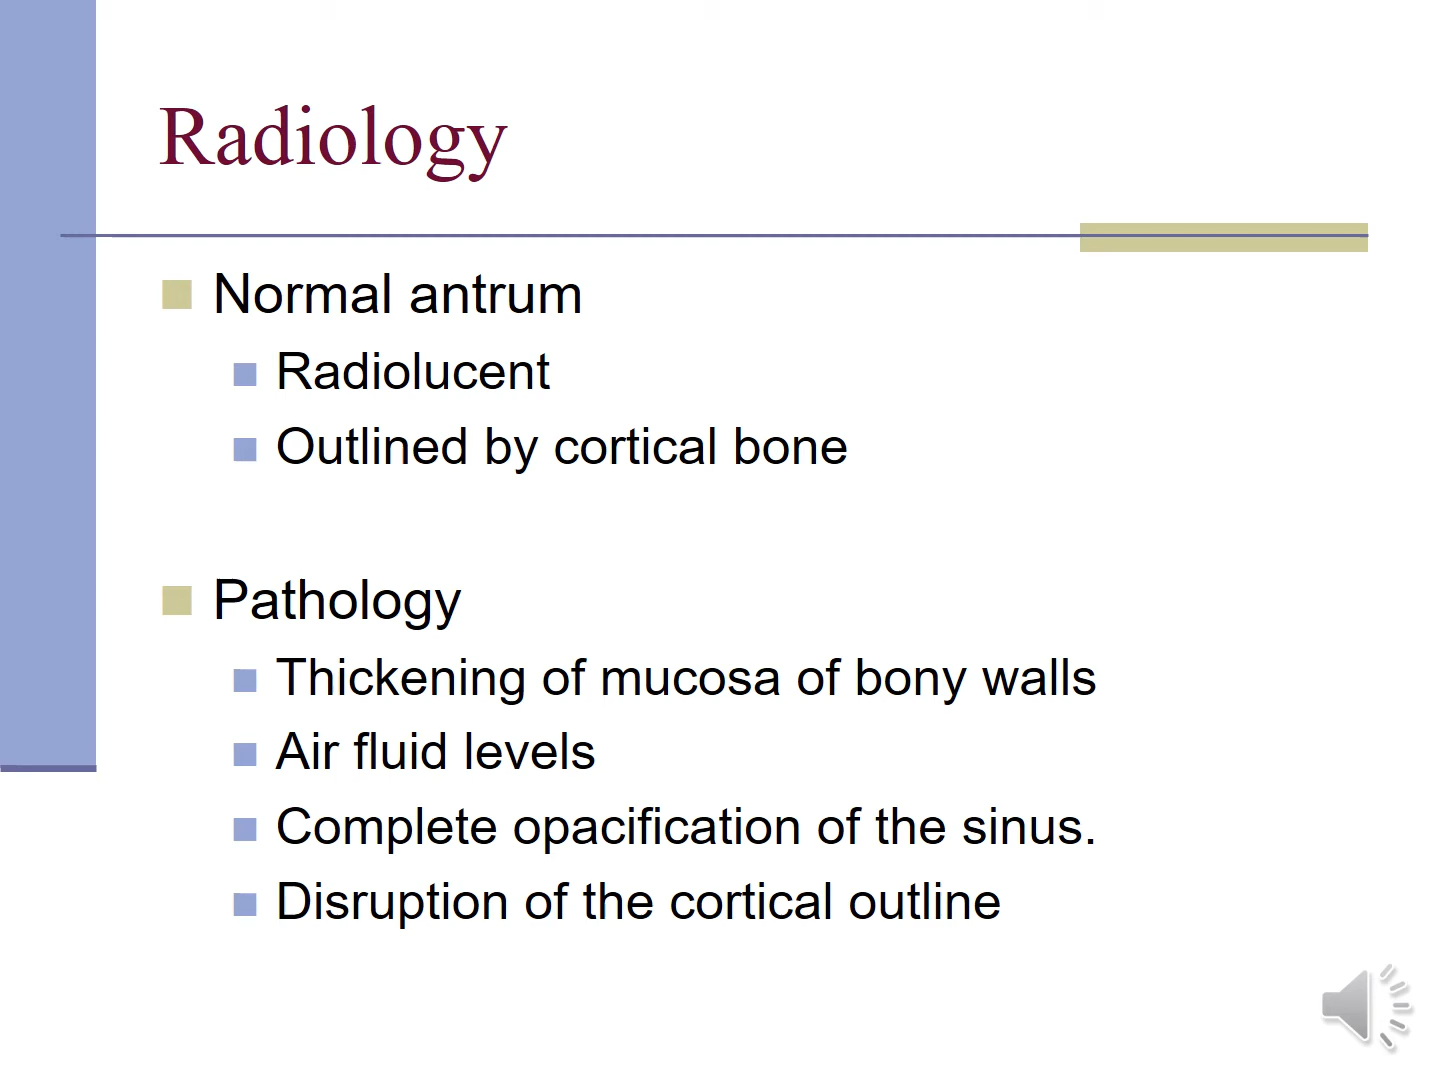 Radiology
Normal antrum
Radiolucent
Outlined by cortical bone
Pathology
Thickening of mucosa of bony walls
Air fluid levels
Complete opacification of the sinus.
Disruption of the cortical outline